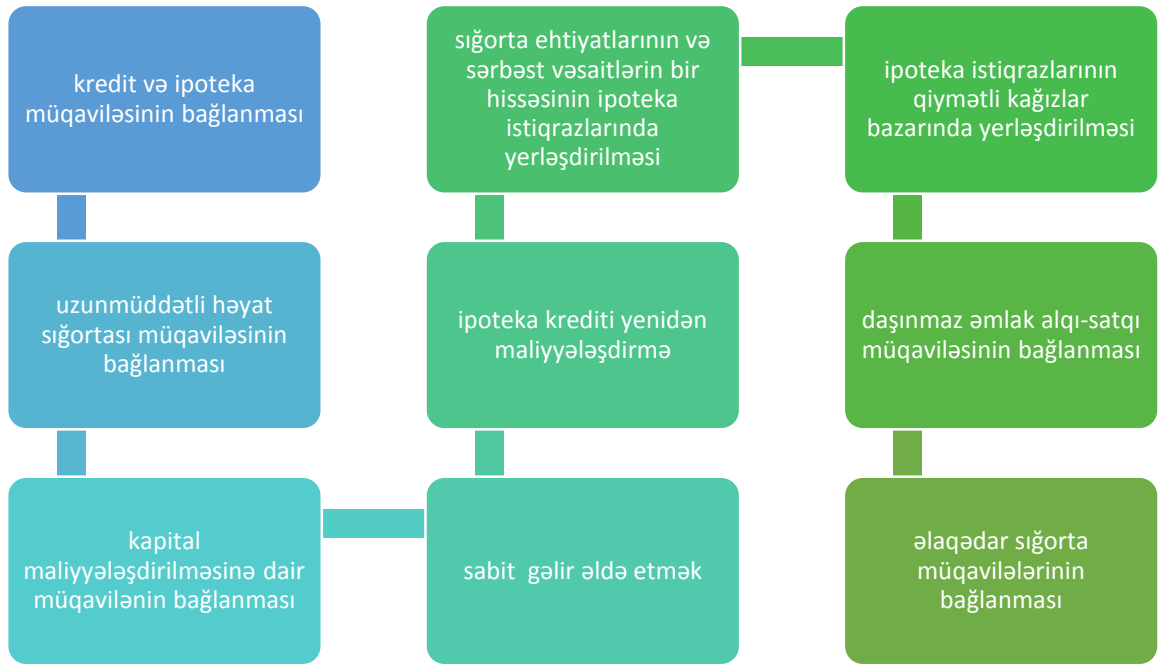 kredit və ipoteka
müqaviləsinin bağlanması
uzunmüddətli həyat
sığortası müqaviləsinin
bağlanması
kapital
maliyyələşdirilməsinə dair
müqavilənin bağlanması
sabit gəlir əldə etmək
ipoteka krediti yenidən
maliyyələşdirmə
sığorta ehtiyatlarının və
sərbəst vəsaitlərin bir
hissəsinin ipoteka
istiqrazlarında
yerləşdirilməsi
ipoteka istiqrazlarının
qiymətli kağızlar
bazarında yerləşdirilməsi
daşınmaz əmlak alqı-satqı
müqaviləsinin bağlanması
əlaqədar sığorta
müqavilələrinin
bağlanması